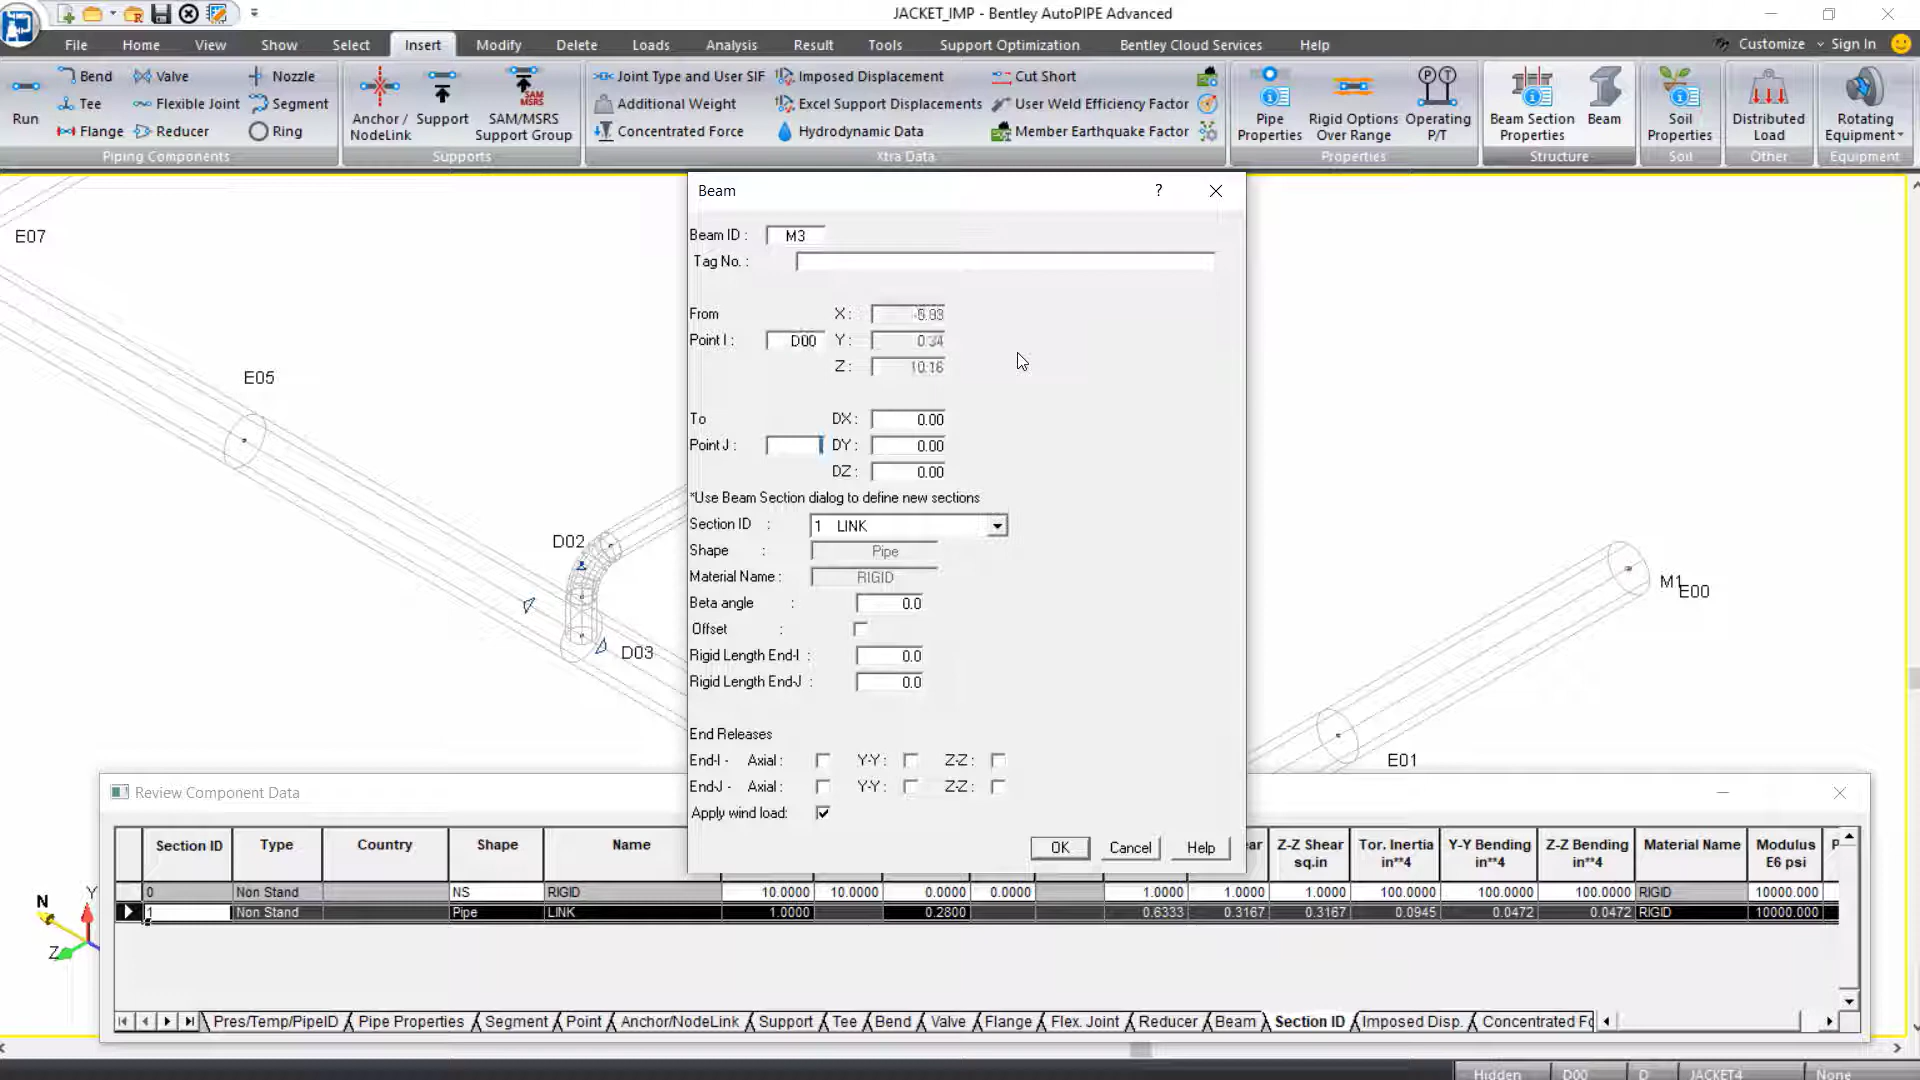 JACKET_IMP - Bentley AutoPIPE Advanced
File Home View Show Select Insert Modify Delete Loads Analysis Result Tools Support Optimization Bentley Cloud Services Help Customize Sign In
Run
Bend Valve Nozzle
Tee Flexible Joint Segment
Flange Reducer Ring
Piping Components
Anchor / NodeLink
Support
SAM/MSRS Support Group
Supports
Joint Type and User SIF Imposed Displacement Cut Short
Additional Weight Excel Support Displacements User Weld Efficiency Factor
Concentrated Force Hydrodynamic Data Member Earthquake Factor
Xtra Data
Pipe Properties
Rigid Options Over Range
Operating P/T
Properties
Beam Section Properties
Beam
Structure
Soil Properties
Soil
Distributed Load
Other
Rotating Equipment
Equipment
E07
E05
D02
D03
M1
E00
E01
N
Y
Z
Beam ?
Beam ID : M3
Tag No. :
From X : -5.93
Point I : D00 Y : 0.34
Z : 10.16
To DX : 0.00
Point J : DY : 0.00
DZ : 0.00
*Use Beam Section dialog to define new sections
Section ID : 1 LINK
Shape : Pipe
Material Name : RIGID
Beta angle : 0.0
Offset :
Rigid Length End-I : 0.0
Rigid Length End-J : 0.0
End Releases
End-I - Axial : Y-Y : Z-Z :
End-J - Axial : Y-Y : Z-Z :
Apply wind load:
OK Cancel Help
Review Component Data
Section ID Type Country Shape Name Z-Z Shear sq.in Tor. Inertia in**4 Y-Y Bending in**4 Z-Z Bending in**4 Material Name Modulus E6 psi
0 Non Stand NS RIGID 10.0000 10.0000 0.0000 0.0000 1.0000 1.0000 1.0000 100.0000 100.0000 100.0000 RIGID 10000.000
1 Non Stand Pipe LINK 1.0000 0.2800 0.6333 0.3167 0.3167 0.0945 0.0472 0.0472 RIGID 10000.000
Pres/Temp/PipeID Pipe Properties Segment Point Anchor/NodeLink Support Tee Bend Valve Flange Flex. Joint Reducer Beam Section ID Imposed Disp. Concentrated Fo
Hidden D00 D JACKET4 None